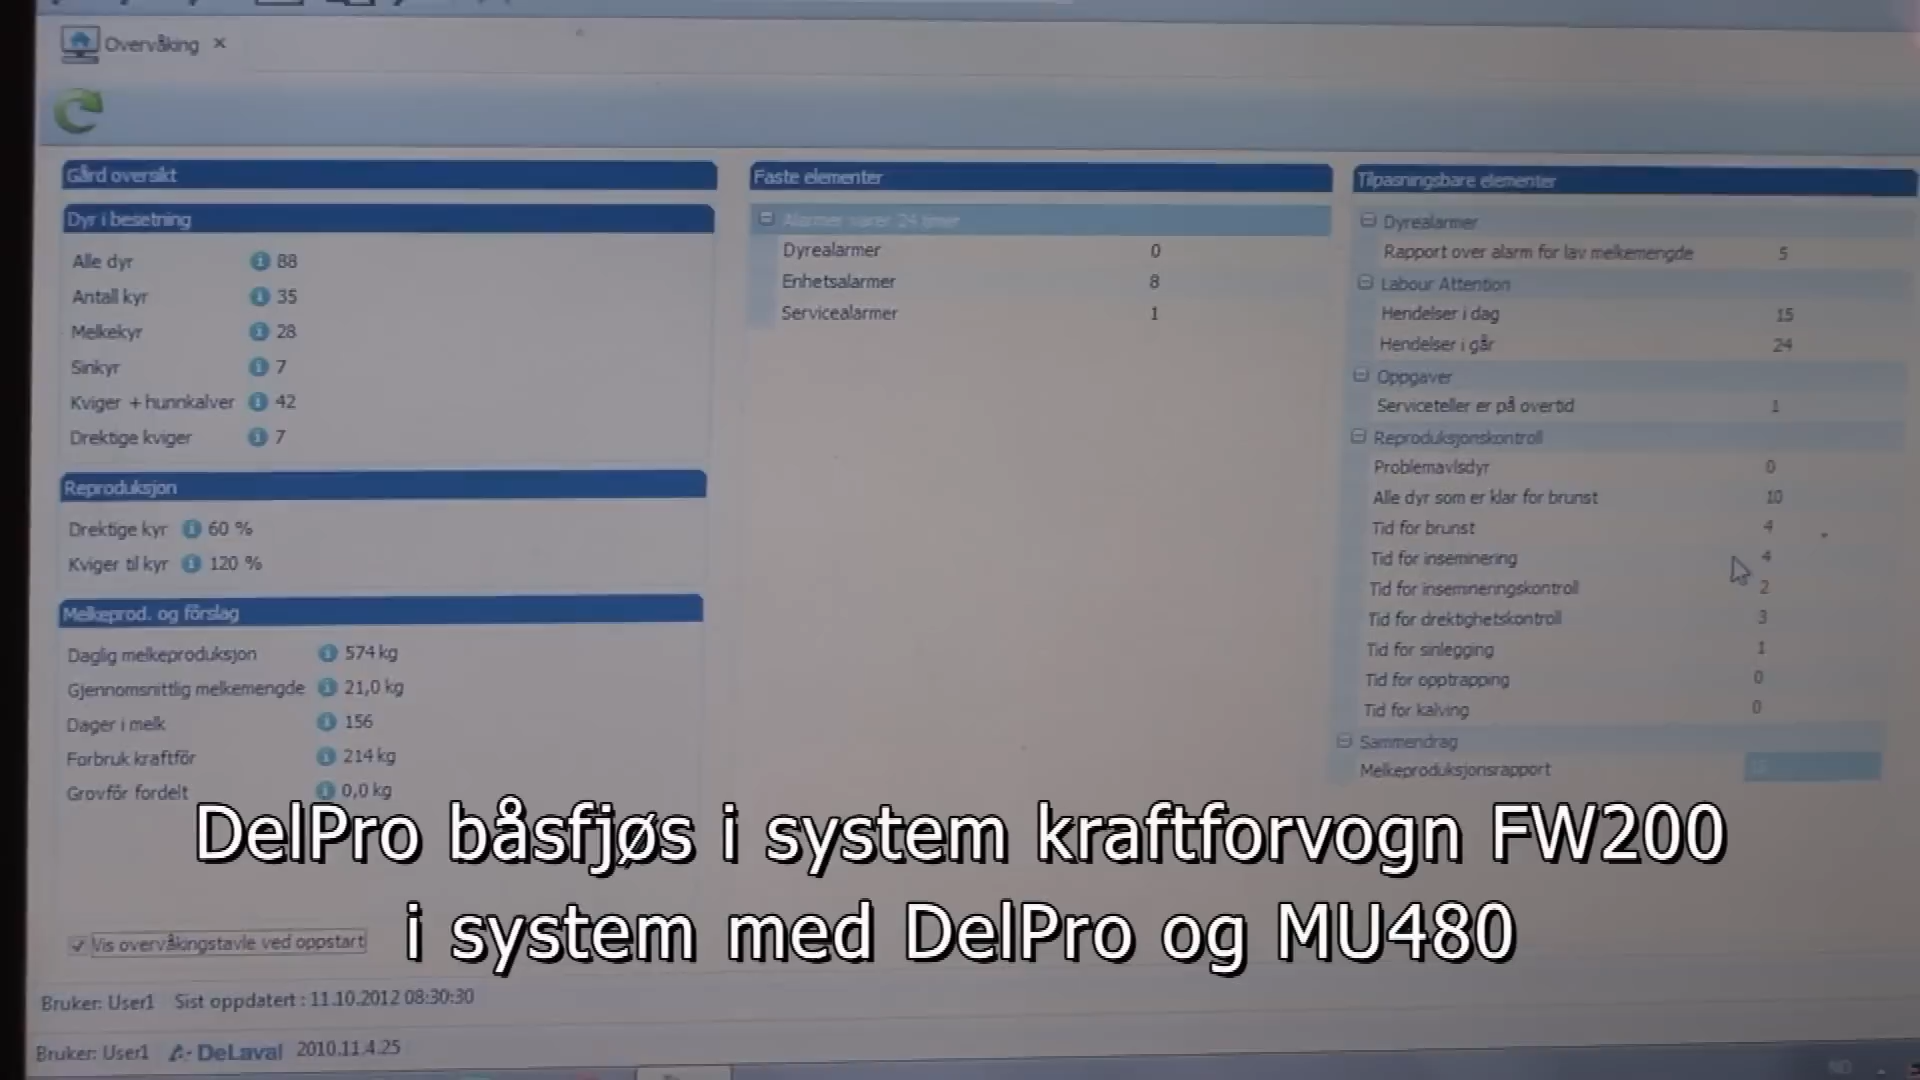 Overvåking
Gård oversikt
Dyr i besetning
Alle dyr 88
Antall kyr 35
Melkekyr 28
Sinkyr 7
Kviger + hunnkalver 42
Drektige kviger 7
Reproduksjon
Drektige kyr 60 %
Kviger til kyr 120 %
Melkeprod. og fôrslag
Daglig melkeproduksjon 574 kg
Gjennomsnittlig melkemengde 21,0 kg
Dager i melk 156
Forbruk kraftfôr 214 kg
Grovfôr fordelt 0,0 kg
Vis overvåkingstavle ved oppstart
Faste elementer
Alarmer 24 timer
Dyrealarmer 0
Enhetsalarmer 8
Servicealarmer 1
Tilpasningsbare elementer
Dyrealarmer
Rapport over alarm for lav melkemengde 5
Labour Attention
Hendelser i dag 15
Hendelser i går 24
Oppgaver
Serviceteller er på overtid 1
Reproduksjonskontroll
Problemavlsdyr 0
Alle dyr som er klar for brunst 10
Tid for brunst 4
Tid for inseminering 4
Tid for insemneringskontroll 2
Tid for drektighetskontroll 3
Tid for sinlegging 1
Tid for opptrapping 0
Tid for kalving 0
Sammendrag
Melkeproduksjonsrapport
DelPro båsfjøs i system kraftforvogn FW200
i system med DelPro og MU480
Bruker: User1 Sist oppdatert : 11.10.2012 08:30:30
Bruker: User1 DeLaval 2010.11.4.25
NO